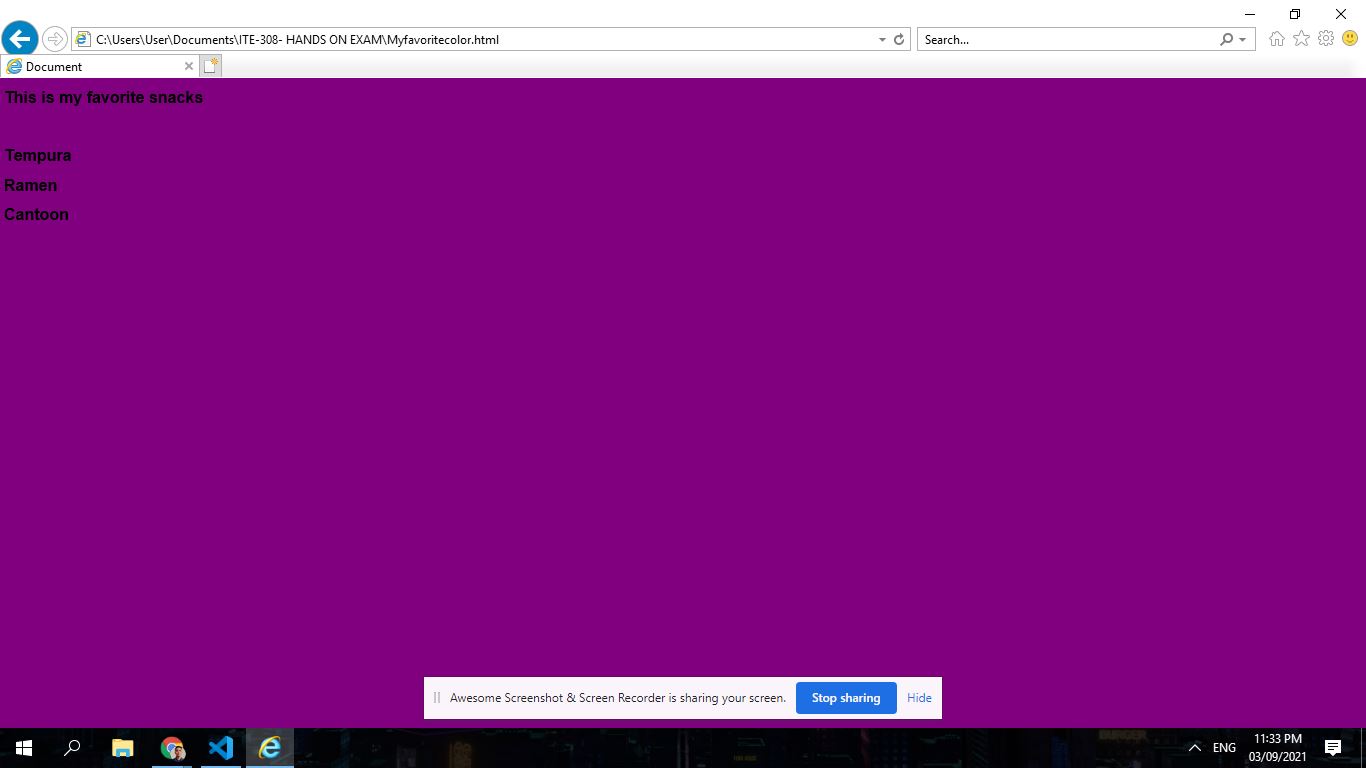 C:\Users\User\Documents\ITE-308- HANDS ON EXAM\Myfavoritecolor.html
Search...
Document
This is my favorite snacks
Tempura
Ramen
Cantoon
Awesome Screenshot & Screen Recorder is sharing your screen.
Stop sharing
Hide
ENG
11:33 PM
03/09/2021